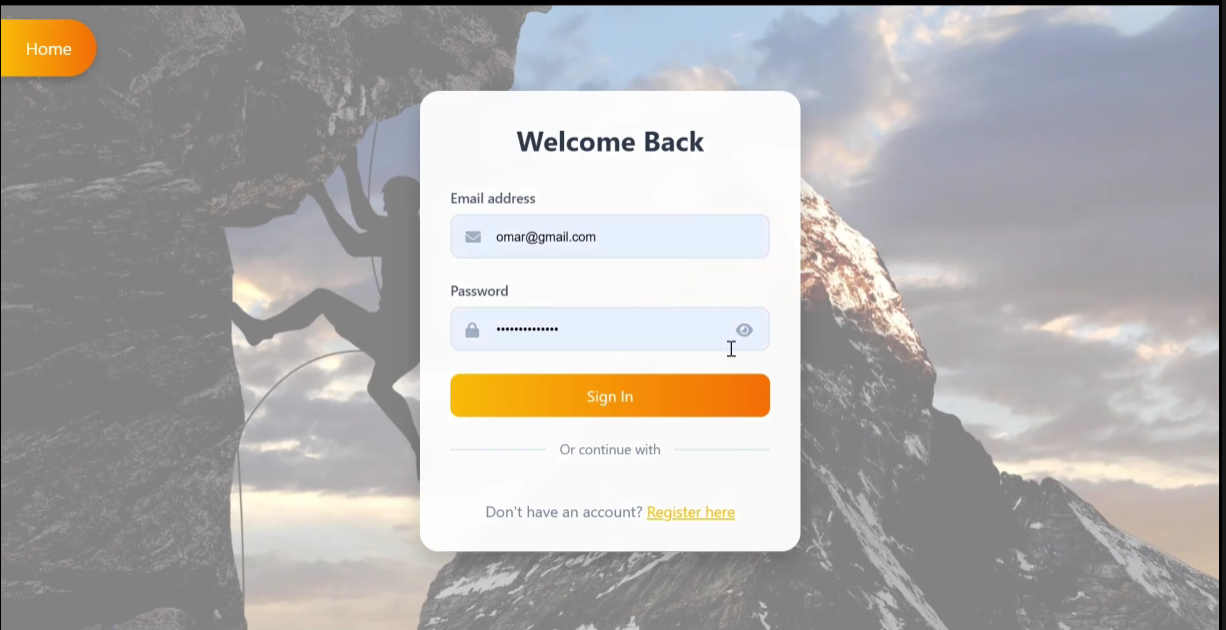 Home
Welcome Back
Email address
omar@gmail.com
Password
••••••••••••••
Sign In
Or continue with
Don't have an account? Register here